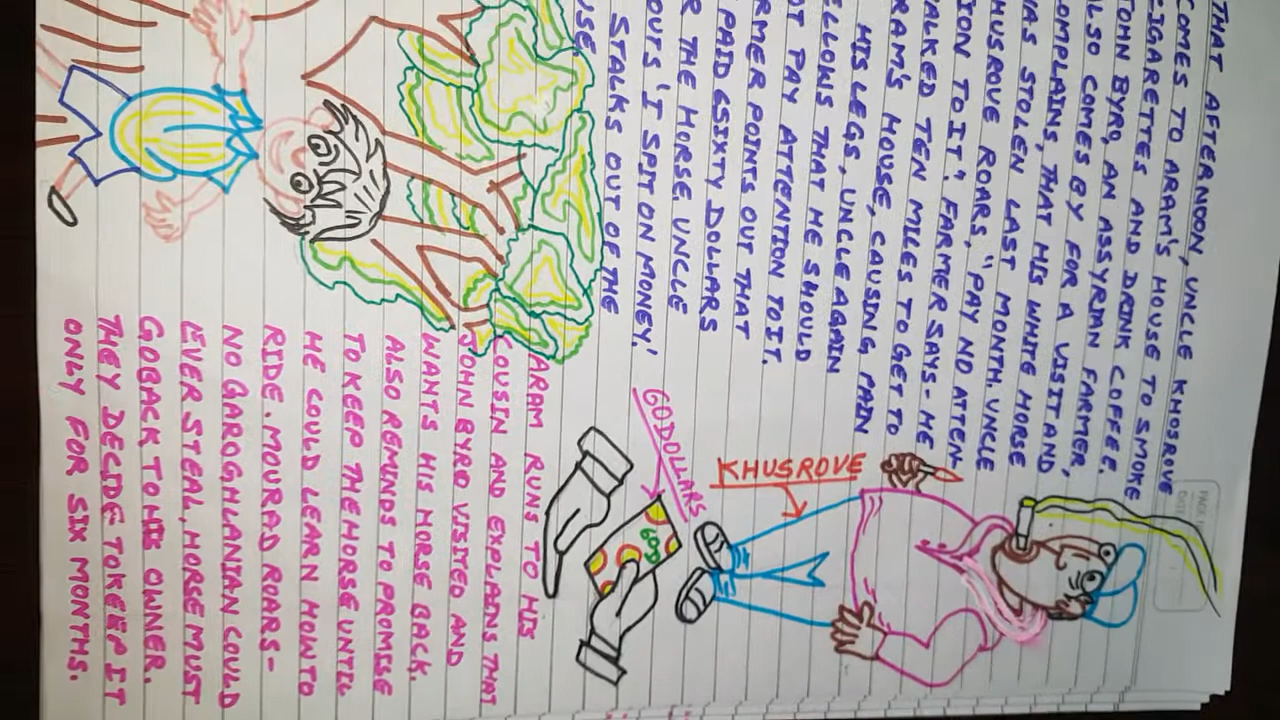 THAT AFTERNOON, UNCLE KHOSROVE
COMES TO ARAM'S HOUSE TO SMOKE
CIGARETTES AND DRINK COFFEE.
JOHN BYRO, AN ASSYRIAN FARMER,
ALSO COMES BY FOR A VISIT AND
COMPLAINS, THAT HIS WHITE HORSE
WAS STOLEN LAST MONTH. UNCLE
KHUSROVE ROARS, "PAY NO ATTEN-
TION TO IT". FARMER SAYS - HE
WALKED TEN MILES TO GET TO
ARAM'S HOUSE, CAUSING PAIN
HIS LEGS, UNCLE AGAIN
ELLOWS THAT HE SHOULD
OT PAY ATTENTION TO IT.
RMER POINTS OUT THAT
PAID SIXTY DOLLARS
R THE HORSE. UNCLE
OUTS 'I SPIT ON MONEY.'
STALKS OUT OF THE
USE
KHUSROVE
60 DOLLARS
60$
ARAM RUNS TO HIS
COUSIN AND EXPLAINS THAT
JOHN BYRO VISITED AND
WANTS HIS HORSE BACK.
ALSO REMINDS TO PROMISE
TO KEEP THE HORSE UNTIL
HE COULD LEARN HOW TO
RIDE. MOURAD ROARS-
NO GAROGHLANIAN COULD
EVER STEAL, HORSE MUST
GO BACK TO HIS OWNER.
THEY DECIDE TO KEEP IT
ONLY FOR SIX MONTHS.